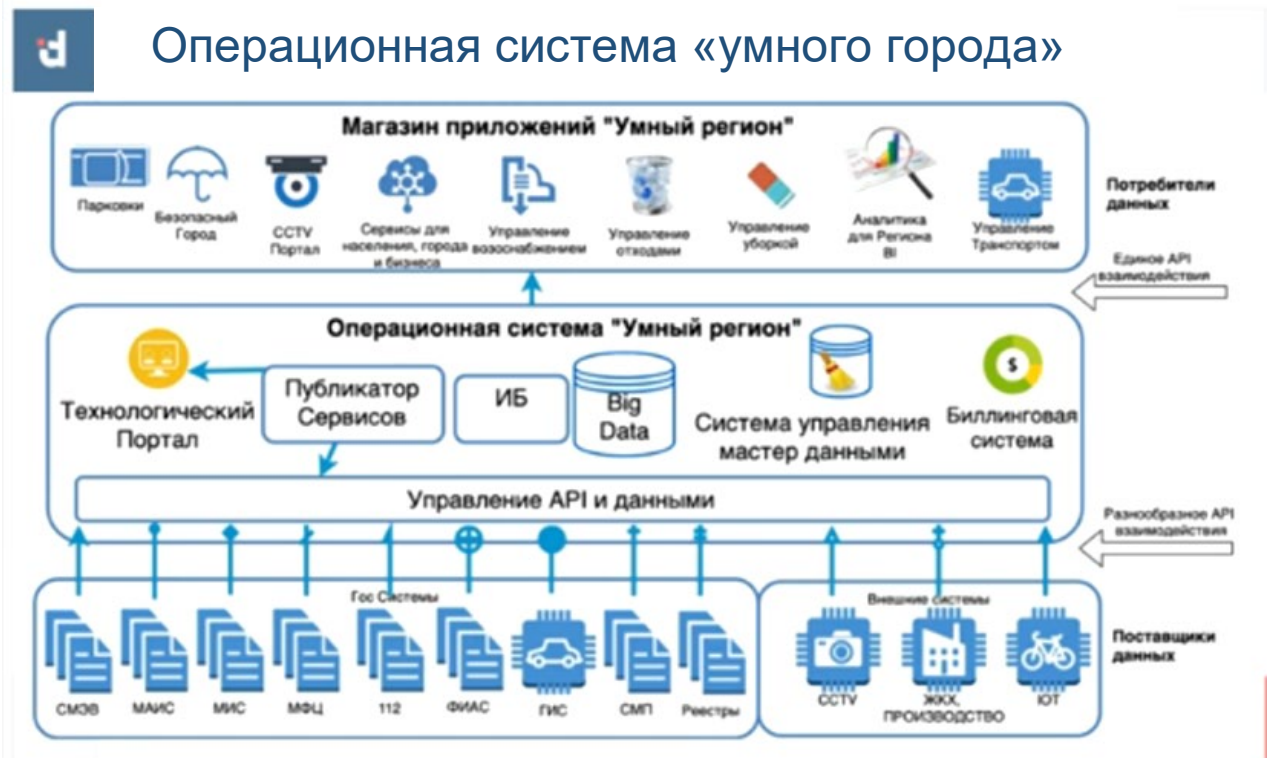 Операционная система «умного города»
Магазин приложений "Умный регион"
Парковки
Безопасный
Город
CCTV
Портал
Сервисы для
населения, города
и бизнеса
Управление
возоснабжением
Управление
отходами
Управление
уборкой
Аналитика
для Региона
BI
Управление
Транспортом
Потребители
данных
Единое API
взаимодействия
Операционная система "Умный регион"
Технологический
Портал
Публикатор
Сервисов
ИБ
Big
Data
Система управления
мастер данными
$
Биллинговая
система
Управление API и данными
Разнообразное API
взаимодействия
Гос Системы
СМЭВ
МАИС
МИС
МФЦ
112
ФИАС
ГИС
СМП
Реестры
Внешние системы
CCTV
ЖКХ,
ПРОИЗВОДСТВО
IOT
Поставщики
данных